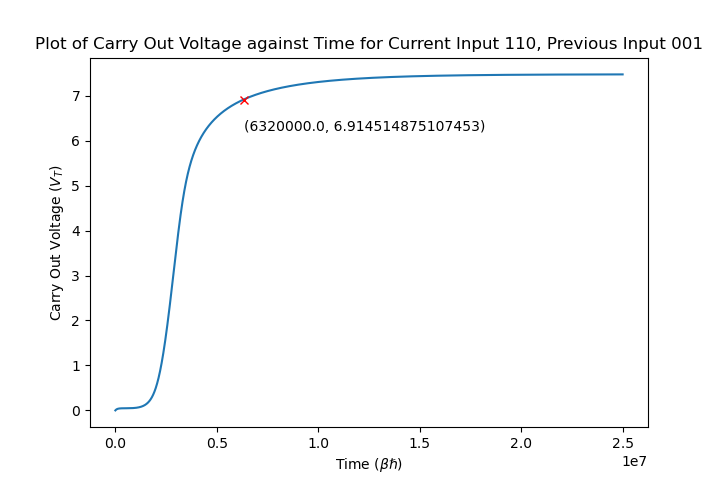 Plot of Carry Out Voltage against Time for Current Input 110, Previous Input 001
Carry Out Voltage (V_T)
7
6
5
4
3
2
1
0
(6320000.0, 6.914514875107453)
0.0 0.5 1.0 1.5 2.0 2.5
1e7
Time (βℏ)